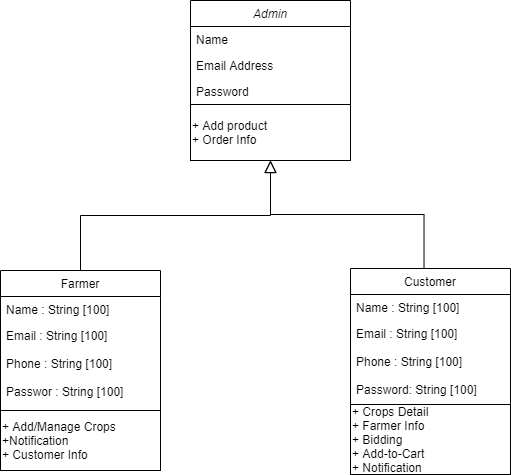 Admin
Name
Email Address
Password
+ Add product
+ Order Info
Farmer
Name : String [100]
Email : String [100]
Phone : String [100]
Passwor : String [100]
+ Add/Manage Crops
+Notification
+ Customer Info
Customer
Name : String [100]
Email : String [100]
Phone : String [100]
Password: String [100]
+ Crops Detail
+ Farmer Info
+ Bidding
+ Add-to-Cart
+ Notification